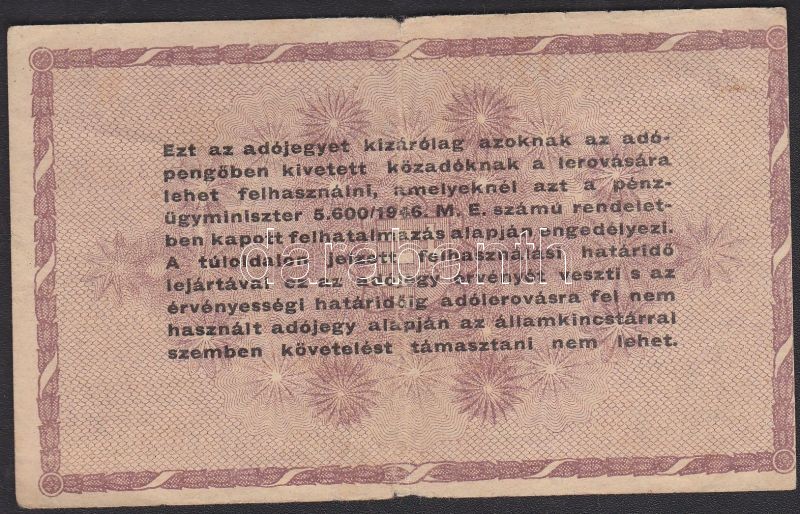 Ezt az adójegyet kizárólag azoknak az adó-
pengőben kivetett közadóknak a lerovására
lehet felhasználni, amelyeknél azt a pénz-
ügyminiszter 5.600/1946. M. E. számú rendelet-
ben kapott felhatalmazás alapján engedélyezi.
A túloldalon jelzett felhasználási határidő
lejártával ez az adójegy érvényét veszti s az
érvényességi határidőig adólerovásra fel nem
használt adójegy alapján az államkincstárral
szemben követelést támasztani nem lehet.
darabanth